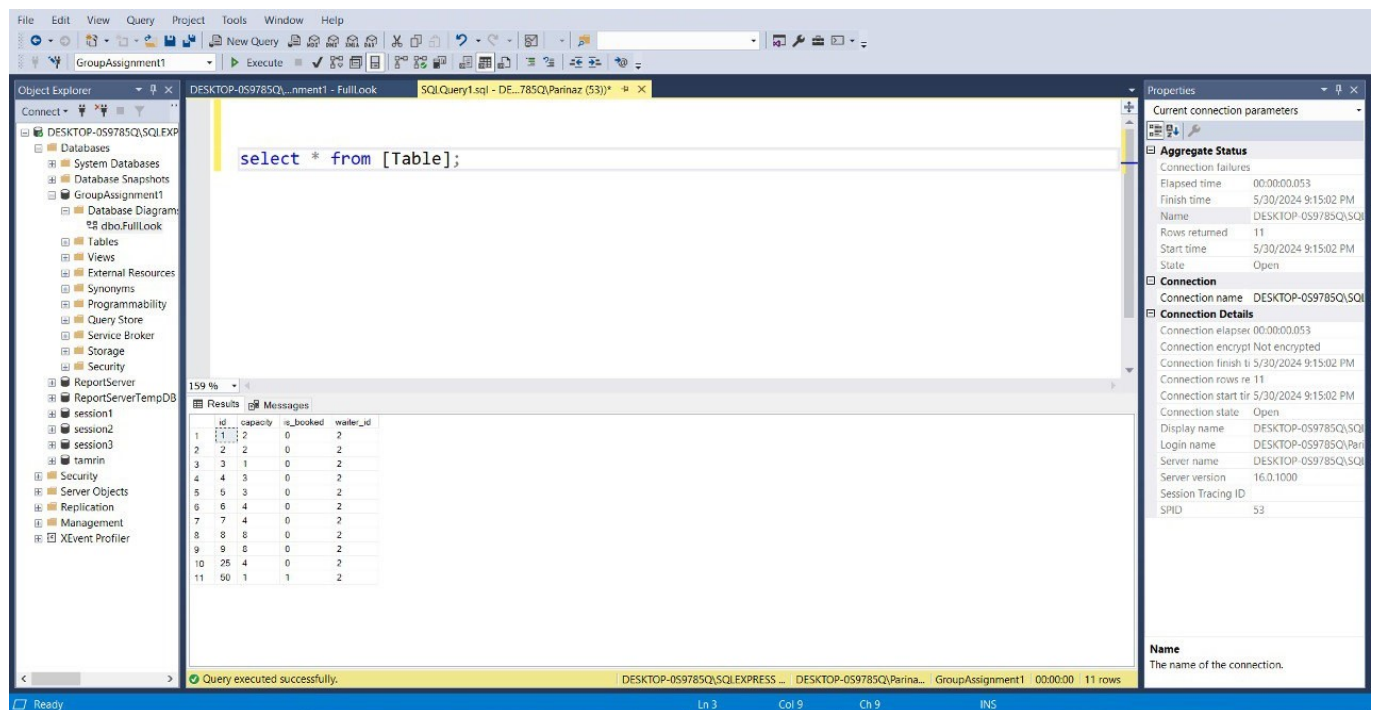 File Edit View Query Project Tools Window Help
New Query
GroupAssignment1 Execute
Object Explorer
Connect
DESKTOP-0S9785Q\SQLEXP
Databases
System Databases
Database Snapshots
GroupAssignment1
Database Diagrams
dbo.FullLook
Tables
Views
External Resources
Synonyms
Programmability
Query Store
Service Broker
Storage
Security
ReportServer
ReportServerTempDB
session1
session2
session3
tamrin
Security
Server Objects
Replication
Management
XEvent Profiler
DESKTOP-0S9785Q\...nment1 - FullLook SQLQuery1.sql - DE...785Q\Parinaz (53))*
select * from [Table];
159 %
Results Messages
id capacity is_booked waiter_id
1 1 2 0 2
2 2 2 0 2
3 3 1 0 2
4 4 3 0 2
5 5 3 0 2
6 6 4 0 2
7 7 4 0 2
8 8 8 0 2
9 9 8 0 2
10 25 4 0 2
11 50 1 1 2
Query executed successfully. DESKTOP-0S9785Q\SQLEXPRESS ... DESKTOP-0S9785Q\Parina... GroupAssignment1 00:00:00 11 rows
Properties
Current connection parameters
Aggregate Status
Connection failures
Elapsed time 00:00:00.053
Finish time 5/30/2024 9:15:02 PM
Name DESKTOP-0S9785Q\SQL
Rows returned 11
Start time 5/30/2024 9:15:02 PM
State Open
Connection
Connection name DESKTOP-0S9785Q\SQL
Connection Details
Connection elapsed 00:00:00.053
Connection encrypt Not encrypted
Connection finish ti 5/30/2024 9:15:02 PM
Connection rows re 11
Connection start tir 5/30/2024 9:15:02 PM
Connection state Open
Display name DESKTOP-0S9785Q\SQL
Login name DESKTOP-0S9785Q\Pari
Server name DESKTOP-0S9785Q\SQL
Server version 16.0.1000
Session Tracing ID
SPID 53
Name
The name of the connection.
Ready Ln 3 Col 9 Ch 9 INS